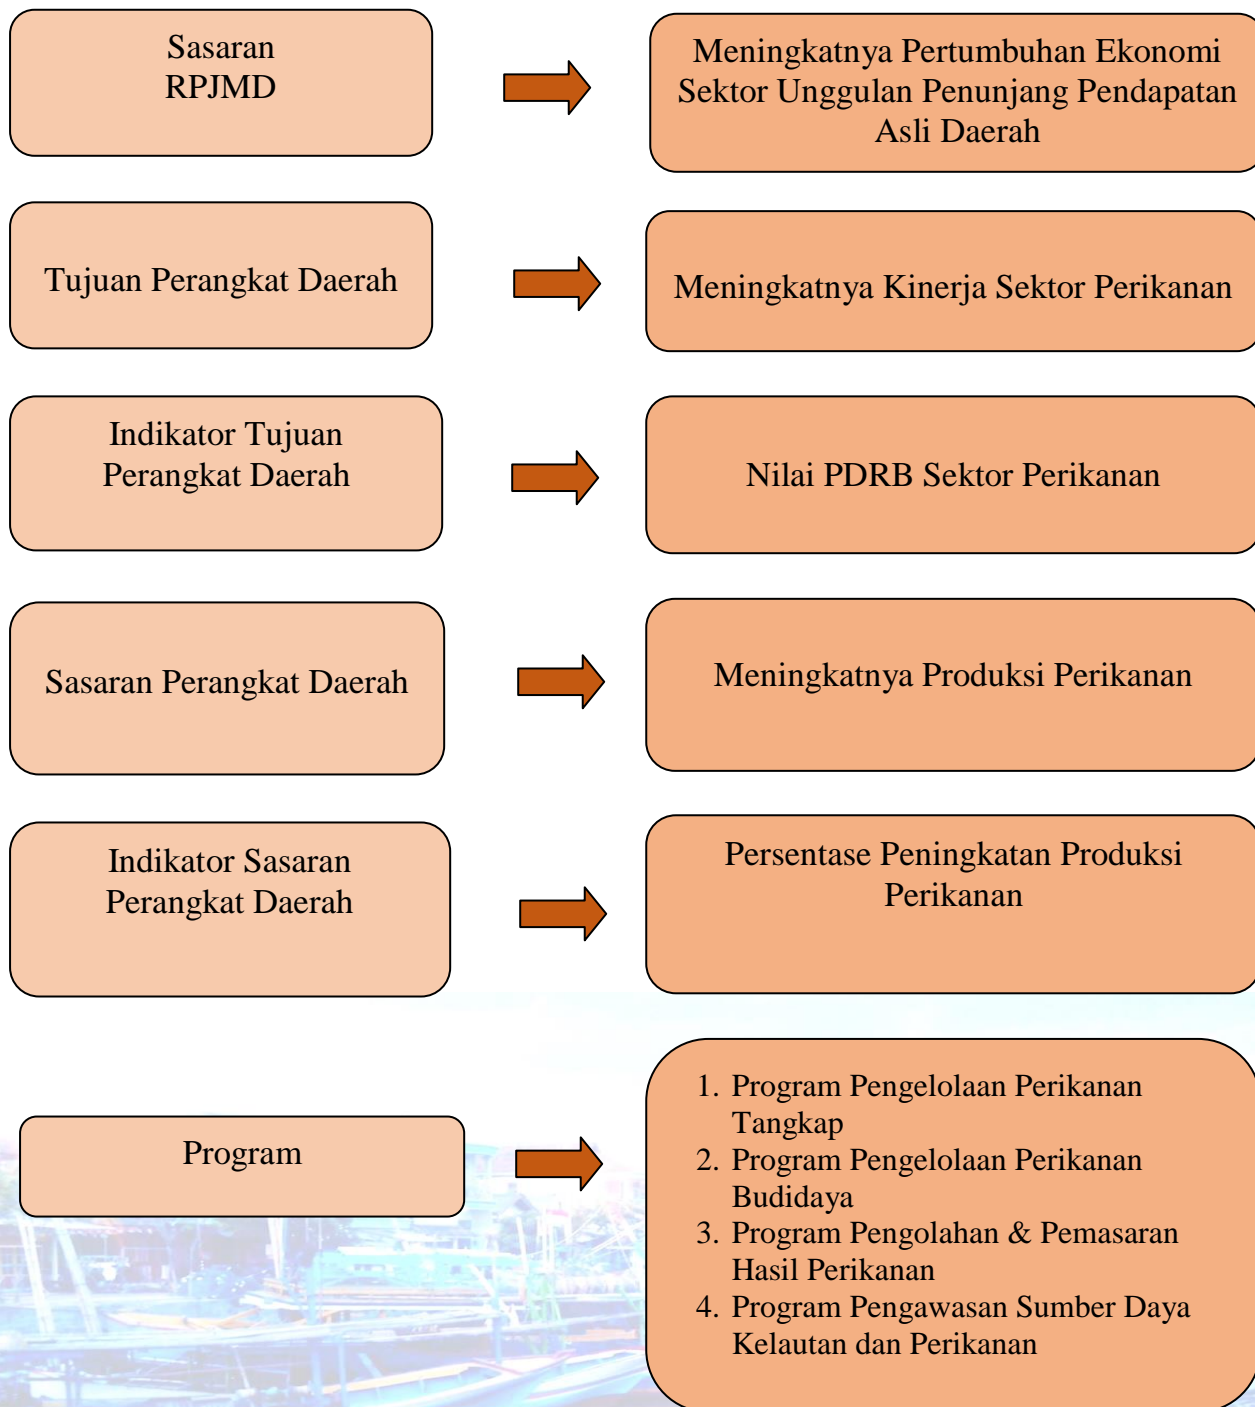 Sasaran
RPJMD
Meningkatnya Pertumbuhan Ekonomi
Sektor Unggulan Penunjang Pendapatan
Asli Daerah
Tujuan Perangkat Daerah
Meningkatnya Kinerja Sektor Perikanan
Indikator Tujuan
Perangkat Daerah
Nilai PDRB Sektor Perikanan
Sasaran Perangkat Daerah
Meningkatnya Produksi Perikanan
Indikator Sasaran
Perangkat Daerah
Persentase Peningkatan Produksi
Perikanan
Program
1. Program Pengelolaan Perikanan
Tangkap
2. Program Pengelolaan Perikanan
Budidaya
3. Program Pengolahan & Pemasaran
Hasil Perikanan
4. Program Pengawasan Sumber Daya
Kelautan dan Perikanan